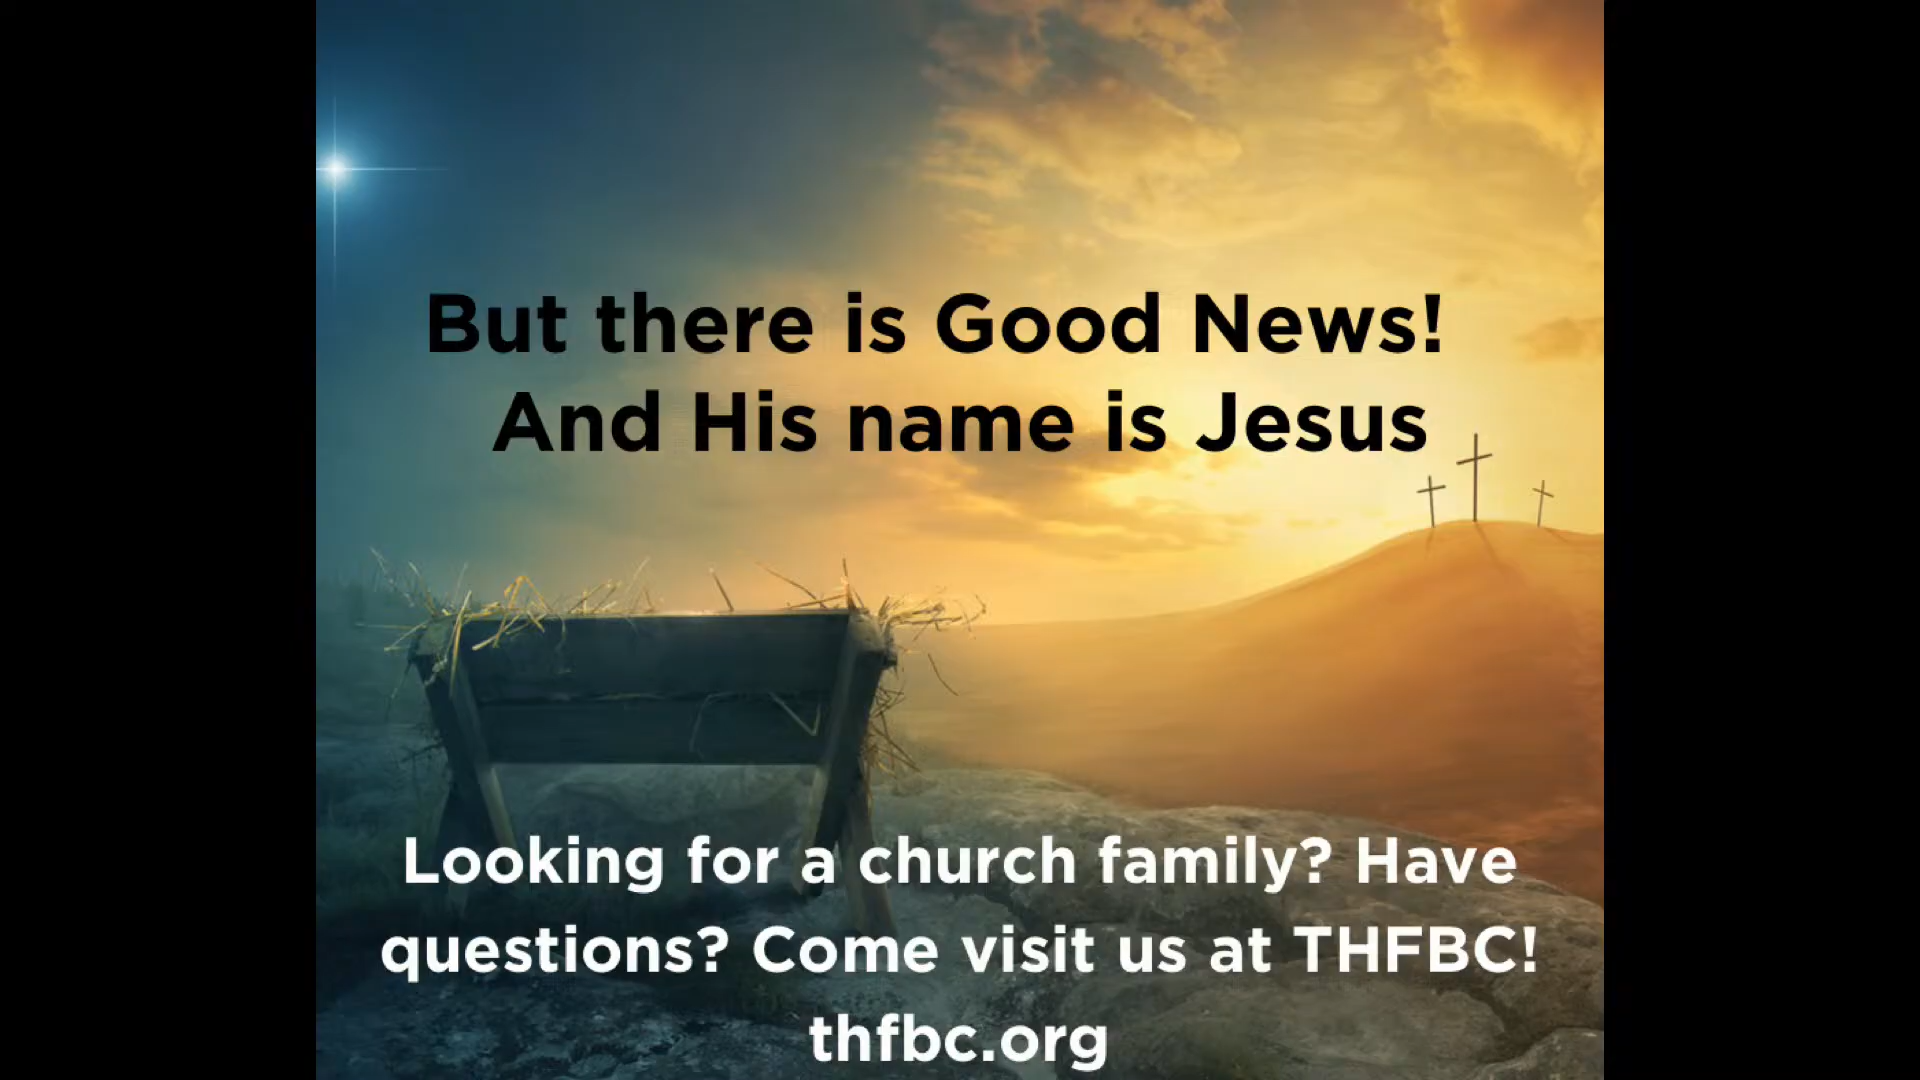 But there is Good News!
And His name is Jesus
Looking for a church family? Have
questions? Come visit us at THFBC!
thfbc.org